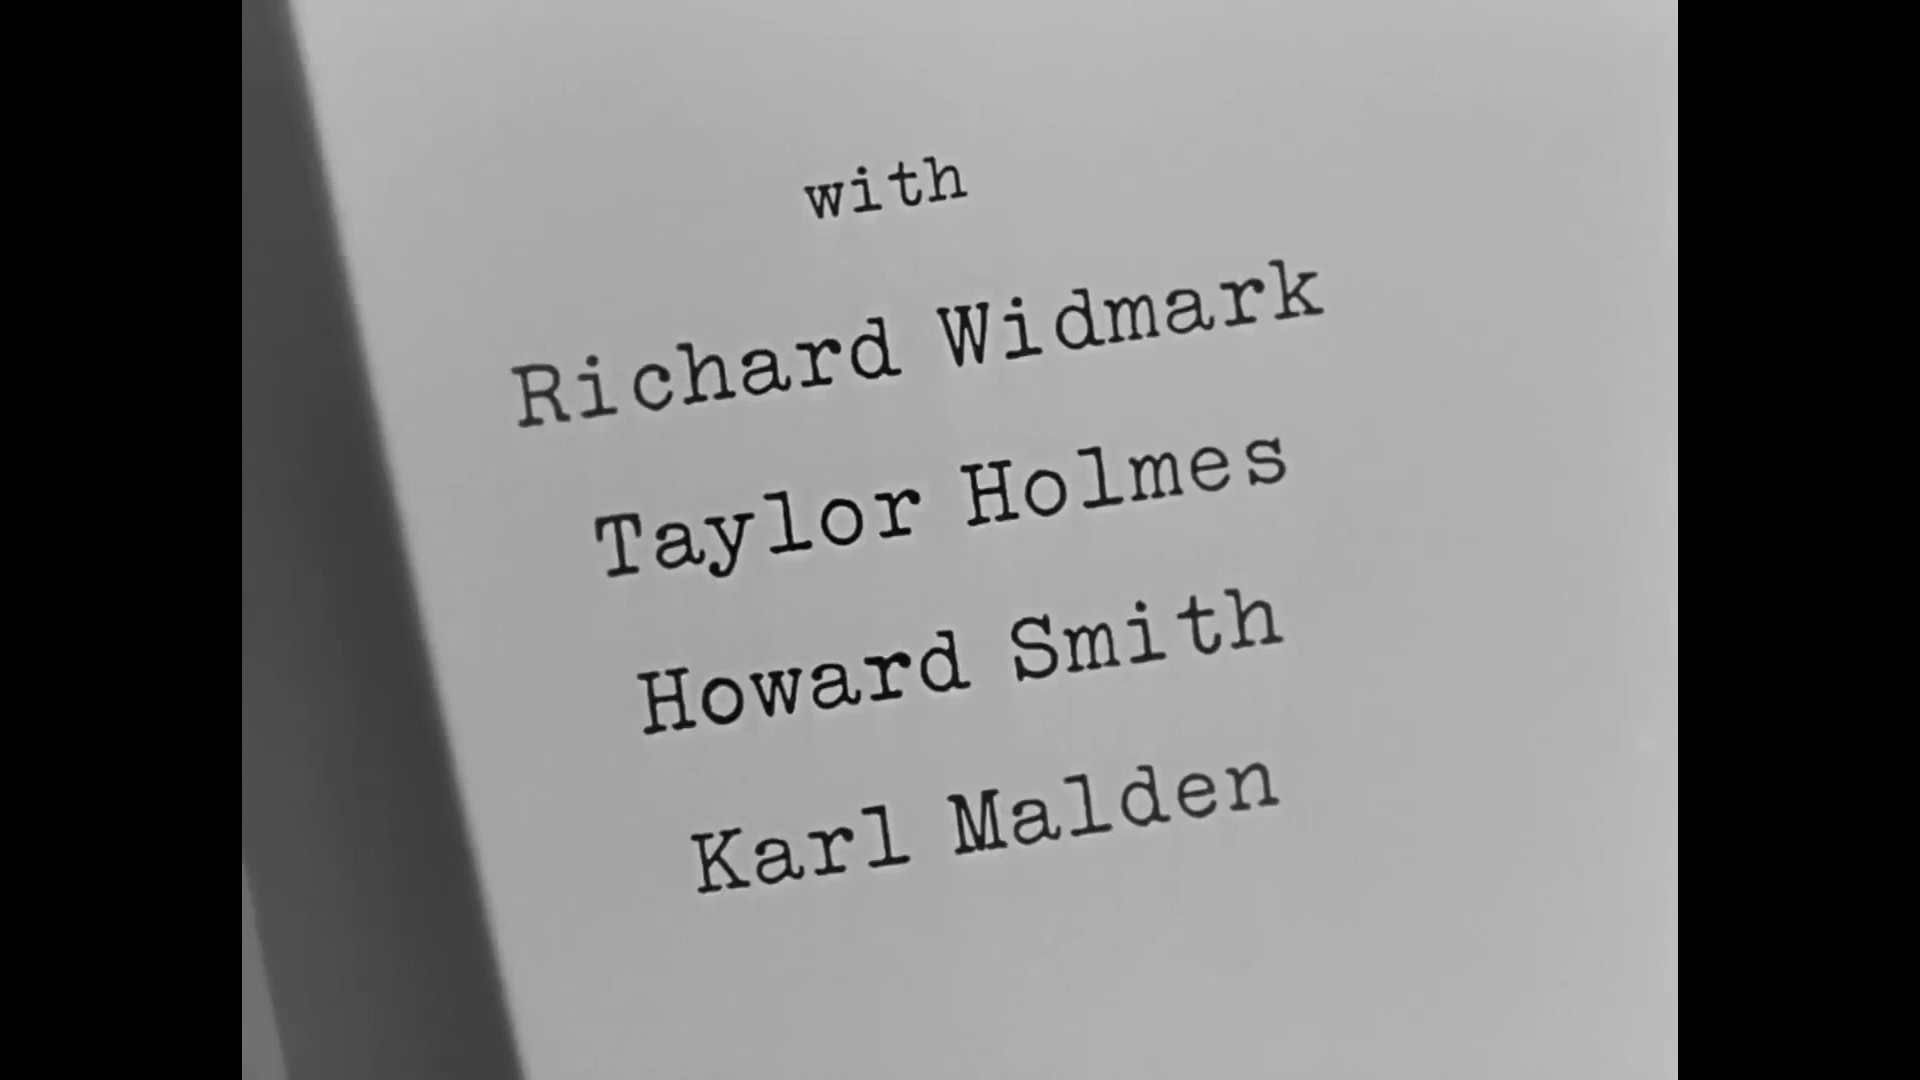 with
Richard Widmark
Taylor Holmes
Howard Smith
Karl Malden